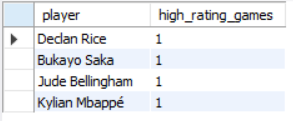 player high_rating_games
Declan Rice 1
Bukayo Saka 1
Jude Bellingham 1
Kylian Mbappé 1